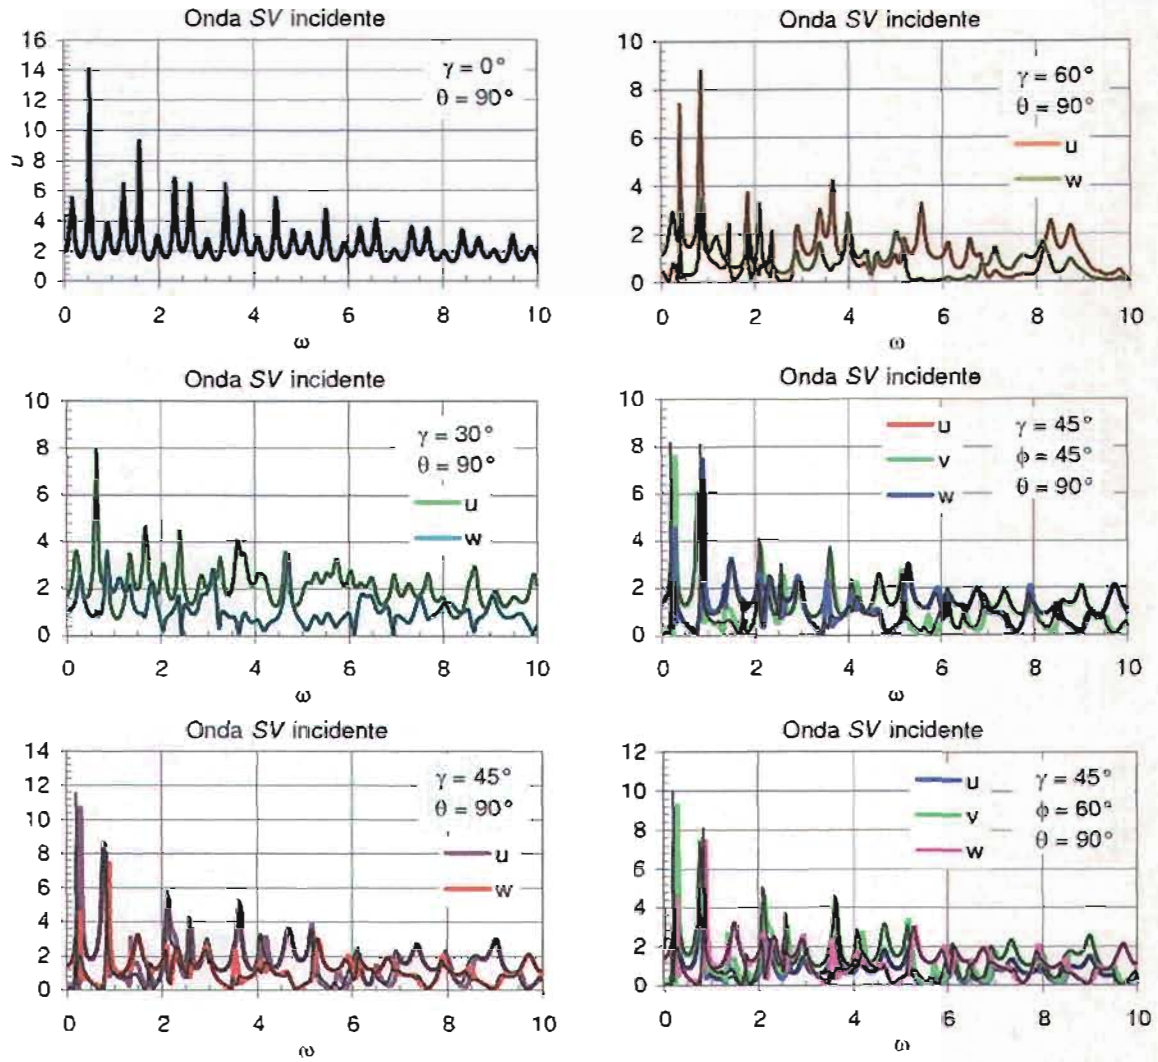 Onda SV incidente
16
14
12
10
8
6
4
2
0
u
γ = 0°
θ = 90°
0 2 4 6 8 10
ω
Onda SV incidente
10
8
6
4
2
0
γ = 60°
θ = 90°
u
w
0 2 4 6 8 10
ω
Onda SV incidente
10
8
6
4
2
0
γ = 30°
θ = 90°
u
w
0 2 4 6 8 10
ω
Onda SV incidente
10
8
6
4
2
0
u γ = 45°
v ϕ = 45°
w θ = 90°
0 2 4 6 8 10
ω
Onda SV incidente
14
12
10
8
6
4
2
0
γ = 45°
θ = 90°
u
w
0 2 4 6 8 10
ω
Onda SV incidente
12
10
8
6
4
2
0
u γ = 45°
v ϕ = 60°
w θ = 90°
0 2 4 6 8 10
ω